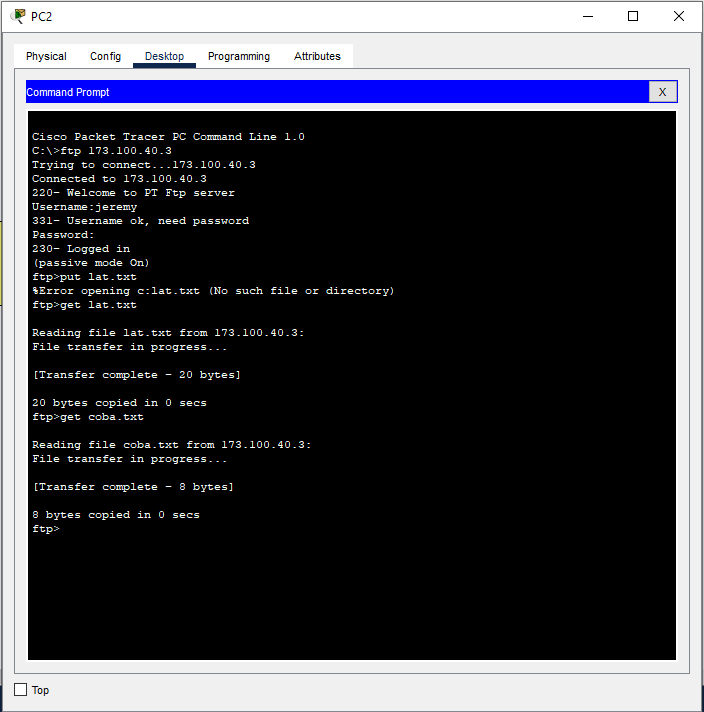 PC2
Physical Config Desktop Programming Attributes
Command Prompt
X
Cisco Packet Tracer PC Command Line 1.0
C:\>ftp 173.100.40.3
Trying to connect...173.100.40.3
Connected to 173.100.40.3
220- Welcome to PT Ftp server
Username:jeremy
331- Username ok, need password
Password:
230- Logged in
(passive mode On)
ftp>put lat.txt
%Error opening c:lat.txt (No such file or directory)
ftp>get lat.txt
Reading file lat.txt from 173.100.40.3:
File transfer in progress...
[Transfer complete - 20 bytes]
20 bytes copied in 0 secs
ftp>get coba.txt
Reading file coba.txt from 173.100.40.3:
File transfer in progress...
[Transfer complete - 8 bytes]
8 bytes copied in 0 secs
ftp>
Top